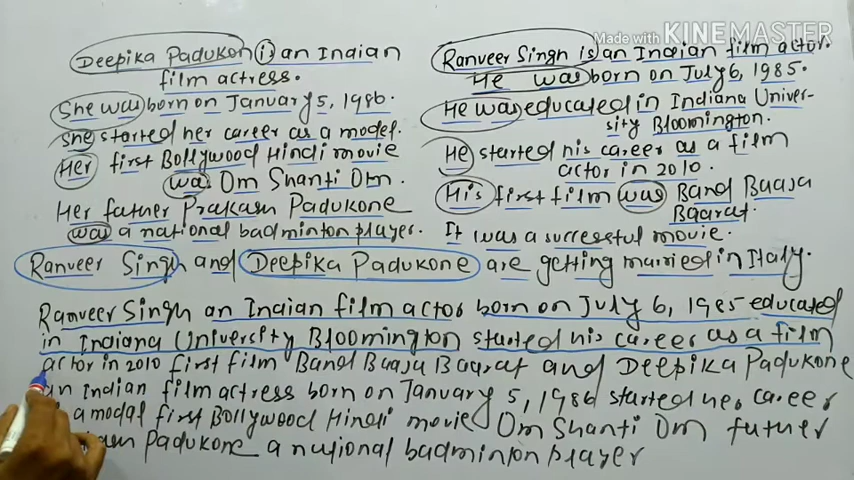 Made with KINEMASTER
Deepika Padukon is an Indian
film actress.
She was born on January 5, 1986.
She started her career as a model.
Her first Bollywood Hindi movie
was Om Shanti Om.
Her father Prakash Padukone
was a national badminton player.
Ranveer Singh is an Indian film actor.
He was born on July 6, 1985.
He was educated in Indiana Univer-
sity Bloomington.
He started his career as a film
actor in 2010.
His first film was Band Baaja
Baarat.
It was a successful movie.
Ranveer Singh and Deepika Padukone are getting married in Italy.
Ranveer Singh an Indian film actor born on July 6, 1985 educated
in Indiana University Bloomington started his career as a film
actor in 2010 first film Band Baaja Baarat and Deepika Padukone
an Indian film actress born on January 5, 1986 started her career
a modal first Bollywood Hindi movie Om Shanti Om father
Padukone a national badminton player